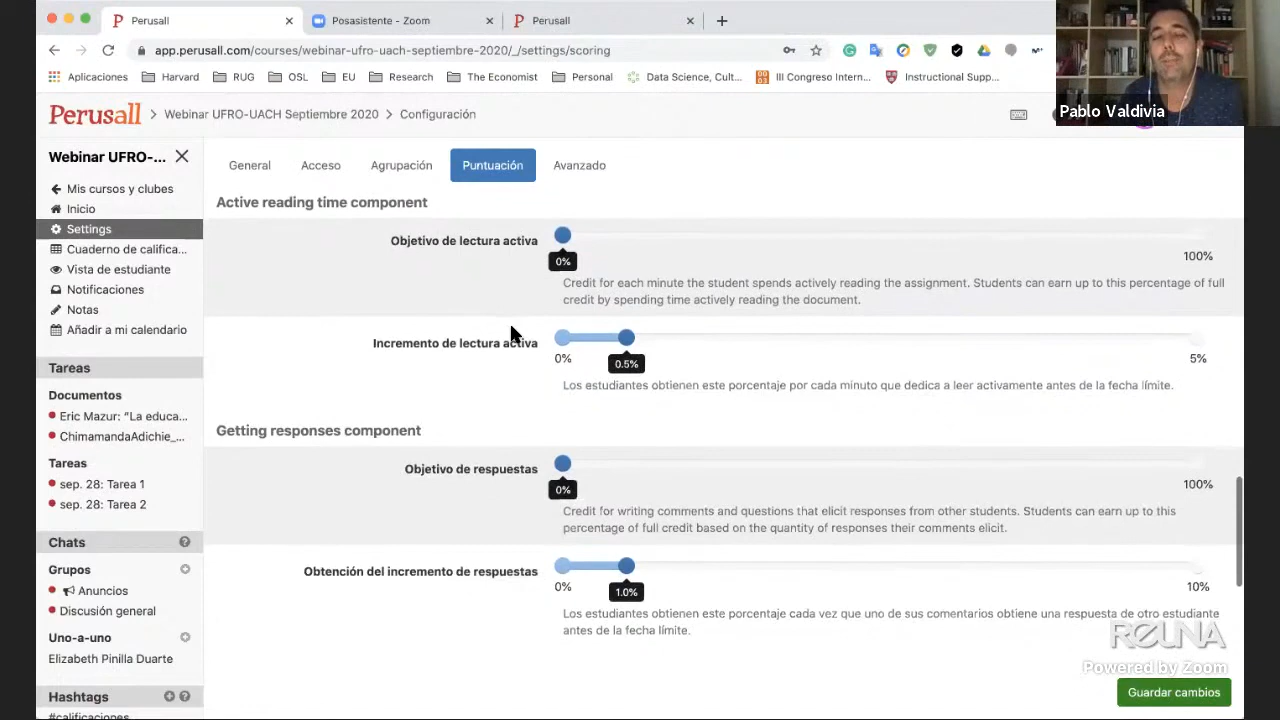 Perusall
Posasistente - Zoom
Perusall
app.perusall.com/courses/webinar-ufro-uach-septiembre-2020/_/settings/scoring
Aplicaciones
Harvard
RUG
OSL
EU
Research
The Economist
Personal
Data Science, Cult...
III Congreso Intern...
Instructional Supp...
Pablo Valdivia
Perusall
Webinar UFRO-UACH Septiembre 2020
Configuración
Webinar UFRO-...
Mis cursos y clubes
Inicio
Settings
Cuaderno de califica...
Vista de estudiante
Notificaciones
Notas
Añadir a mi calendario
Tareas
Documentos
Eric Mazur: “La educa...
ChimamandaAdichie_...
Tareas
sep. 28: Tarea 1
sep. 28: Tarea 2
Chats
Grupos
Anuncios
Discusión general
Uno-a-uno
Elizabeth Pinilla Duarte
Hashtags
#calificaciones
General
Acceso
Agrupación
Puntuación
Avanzado
Active reading time component
Objetivo de lectura activa
0%
100%
Credit for each minute the student spends actively reading the assignment. Students can earn up to this percentage of full
credit by spending time actively reading the document.
Incremento de lectura activa
0%
0.5%
5%
Los estudiantes obtienen este porcentaje por cada minuto que dedica a leer activamente antes de la fecha límite.
Getting responses component
Objetivo de respuestas
0%
100%
Credit for writing comments and questions that elicit responses from other students. Students can earn up to this
percentage of full credit based on the quantity of responses their comments elicit.
Obtención del incremento de respuestas
0%
1.0%
10%
Los estudiantes obtienen este porcentaje cada vez que uno de sus comentarios obtiene una respuesta de otro estudiante
antes de la fecha límite.
REUNA
Powered by Zoom
Guardar cambios